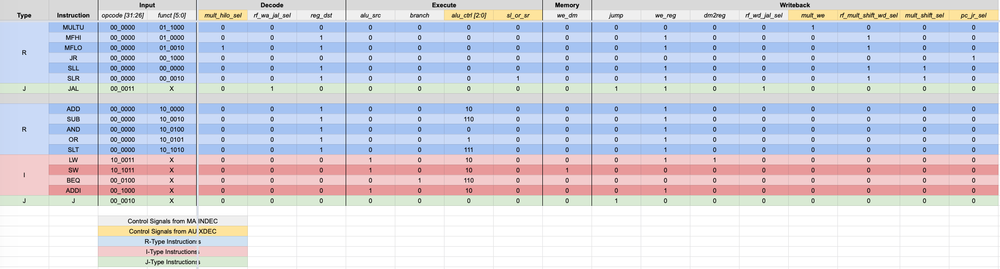 Input Decode Execute Memory Writeback
Type Instruction opcode [31:26] funct [5:0] mult_hilo_sel rf_wa_jal_sel reg_dst alu_src branch alu_ctrl [2:0] sl_or_sr we_dm jump we_reg dm2reg rf_wd_jal_sel mult_we rf_mult_shift_wd_sel mult_shift_sel pc_jr_sel
MULTU 00_0000 01_1000 0 0 0 0 0 0 0 0 0 0 0 0 1 0 0 0
MFHI 00_0000 01_0000 0 0 1 0 0 0 0 0 0 1 0 0 0 1 0 0
MFLO 00_0000 01_0010 1 0 1 0 0 0 0 0 0 1 0 0 0 1 0 0
R
JR 00_0000 00_1000 0 0 0 0 0 0 0 0 0 0 0 0 0 0 0 1
SLL 00_0000 00_0000 0 0 1 0 0 0 0 0 0 1 0 0 0 1 1 0
SLR 00_0000 00_0010 0 0 1 0 0 0 1 0 0 1 0 0 0 1 1 0
J JAL 00_0011 X 0 1 0 0 0 0 0 0 1 1 0 1 0 0 0 0
ADD 00_0000 10_0000 0 0 1 0 0 10 0 0 0 1 0 0 0 0 0 0
SUB 00_0000 10_0010 0 0 1 0 0 110 0 0 0 1 0 0 0 0 0 0
R AND 00_0000 10_0100 0 0 1 0 0 0 0 0 0 1 0 0 0 0 0 0
OR 00_0000 10_0101 0 0 1 0 0 1 0 0 0 1 0 0 0 0 0 0
SLT 00_0000 10_1010 0 0 1 0 0 111 0 0 0 1 0 0 0 0 0 0
LW 10_0011 X 0 0 0 1 0 10 0 0 0 1 1 0 0 0 0 0
SW 10_1011 X 0 0 0 1 0 10 0 1 0 0 0 0 0 0 0 0
I
BEQ 00_0100 X 0 0 0 0 1 110 0 0 0 0 0 0 0 0 0 0
ADDI 00_1000 X 0 0 0 1 0 10 0 0 0 1 0 0 0 0 0 0
J J 00_0010 X 0 0 0 0 0 0 0 0 1 0 0 0 0 0 0 0
Control Signals from MAINDEC
Control Signals from AUXDEC
R-Type Instructions
I-Type Instructions
J-Type Instructions